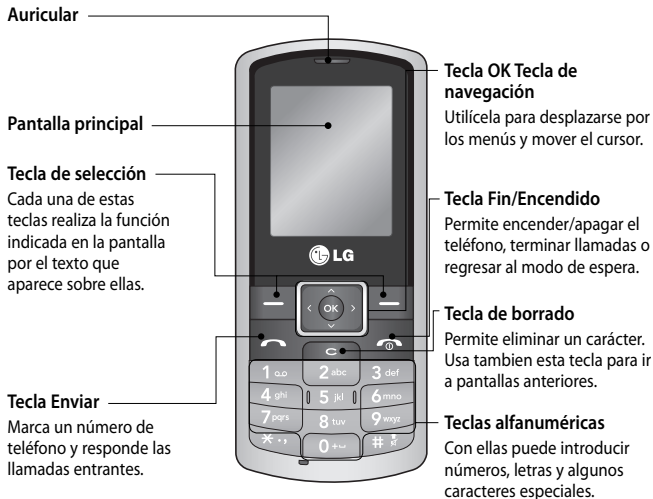 Auricular
Pantalla principal
Tecla de selección
Cada una de estas
teclas realiza la función
indicada en la pantalla
por el texto que
aparece sobre ellas.
Tecla Enviar
Marca un número de
teléfono y responde las
llamadas entrantes.
LG
OK
C
1
2 abc
3 def
4 ghi
5 jkl
6 mno
7 pqrs
8 tuv
9 wxyz
0 +
#
Tecla OK Tecla de
navegación
Utilícela para desplazarse por
los menús y mover el cursor.
Tecla Fin/Encendido
Permite encender/apagar el
teléfono, terminar llamadas o
regresar al modo de espera.
Tecla de borrado
Permite eliminar un carácter.
Usa tambien esta tecla para ir
a pantallas anteriores.
Teclas alfanuméricas
Con ellas puede introducir
números, letras y algunos
caracteres especiales.